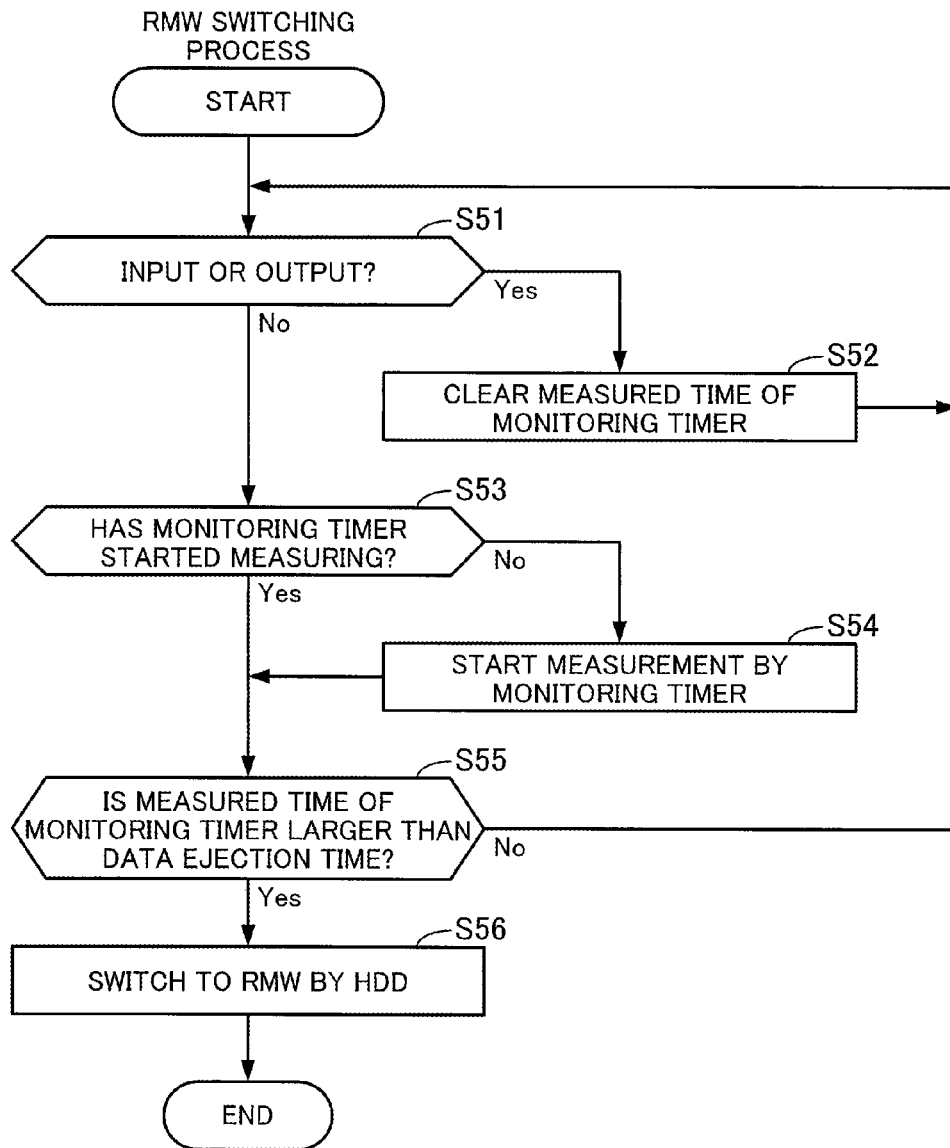 RMW SWITCHING
PROCESS
START
S51
INPUT OR OUTPUT?
Yes
No
S52
CLEAR MEASURED TIME OF
MONITORING TIMER
S53
HAS MONITORING TIMER
STARTED MEASURING?
No
Yes
S54
START MEASUREMENT BY
MONITORING TIMER
S55
IS MEASURED TIME OF
MONITORING TIMER LARGER THAN
DATA EJECTION TIME?
No
Yes
S56
SWITCH TO RMW BY HDD
END